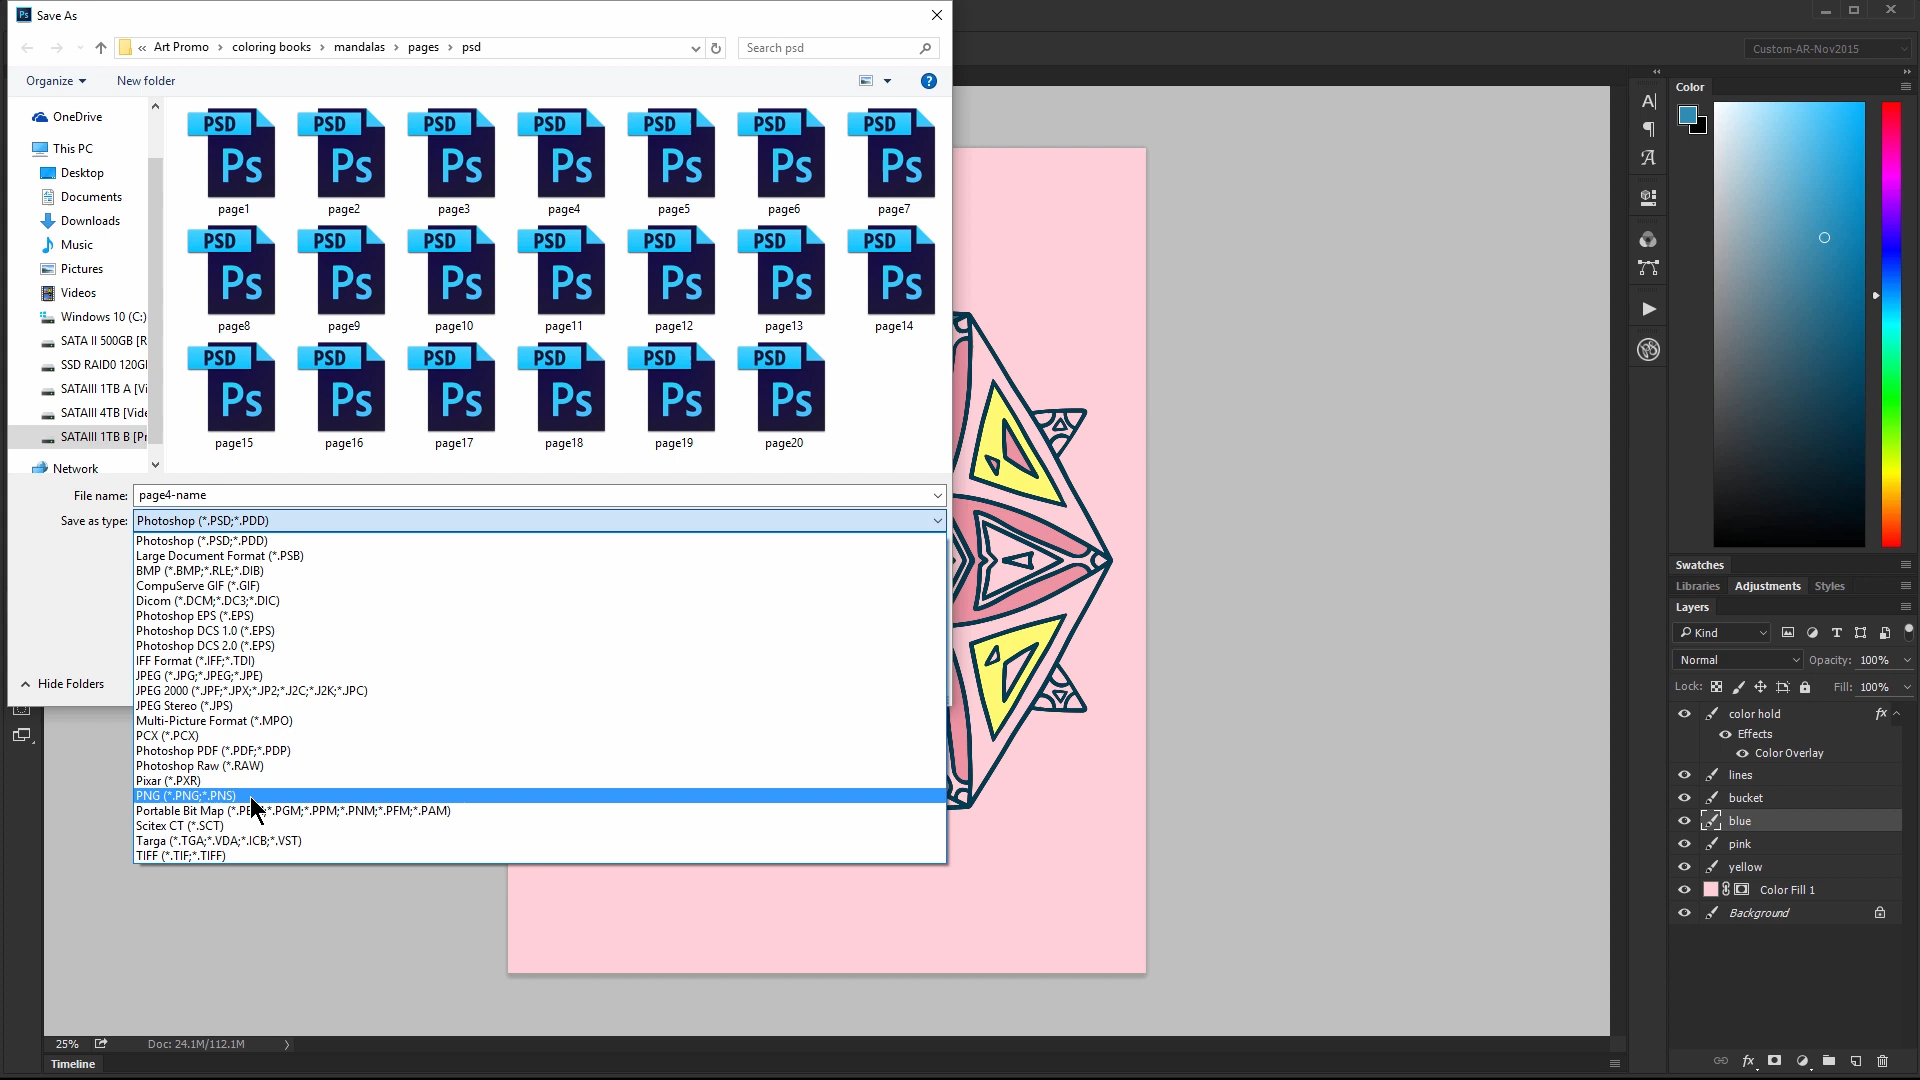 Ps Save As
« Art Promo › coloring books › mandalas › pages › psd
Search psd
Organize
New folder
?
OneDrive
This PC
Desktop
Documents
Downloads
Music
Pictures
Videos
Windows 10 (C:)
SATA II 500GB [R
SSD RAID0 120GI
SATAIII 1TB A [Vi
SATAIII 4TB [Vide
SATAIII 1TB B [Pr
Network
PSD PSD PSD PSD PSD PSD PSD
Ps Ps Ps Ps Ps Ps Ps
page1 page2 page3 page4 page5 page6 page7
PSD PSD PSD PSD PSD PSD PSD
Ps Ps Ps Ps Ps Ps Ps
page8 page9 page10 page11 page12 page13 page14
PSD PSD PSD PSD PSD PSD
Ps Ps Ps Ps Ps Ps
page15 page16 page17 page18 page19 page20
File name: page4-name
Save as type: Photoshop (*.PSD;*.PDD)
Photoshop (*.PSD;*.PDD)
Large Document Format (*.PSB)
BMP (*.BMP;*.RLE;*.DIB)
CompuServe GIF (*.GIF)
Dicom (*.DCM;*.DC3;*.DIC)
Photoshop EPS (*.EPS)
Photoshop DCS 1.0 (*.EPS)
Photoshop DCS 2.0 (*.EPS)
IFF Format (*.IFF;*.TDI)
JPEG (*.JPG;*.JPEG;*.JPE)
JPEG 2000 (*.JPF;*.JPX;*.JP2;*.J2C;*.J2K;*.JPC)
JPEG Stereo (*.JPS)
Multi-Picture Format (*.MPO)
PCX (*.PCX)
Photoshop PDF (*.PDF;*.PDP)
Photoshop Raw (*.RAW)
Pixar (*.PXR)
PNG (*.PNG;*.PNS)
Portable Bit Map (*.PBM;*.PGM;*.PPM;*.PNM;*.PFM;*.PAM)
Scitex CT (*.SCT)
Targa (*.TGA;*.VDA;*.ICB;*.VST)
TIFF (*.TIF;*.TIFF)
Hide Folders
25%
Doc: 24.1M/112.1M
Timeline
Custom-AR-Nov2015
Color
Swatches
Libraries Adjustments Styles
Layers
Kind
Normal
Opacity: 100%
Lock:
Fill: 100%
color hold fx
Effects
Color Overlay
lines
bucket
blue
pink
yellow
Color Fill 1
Background
fx